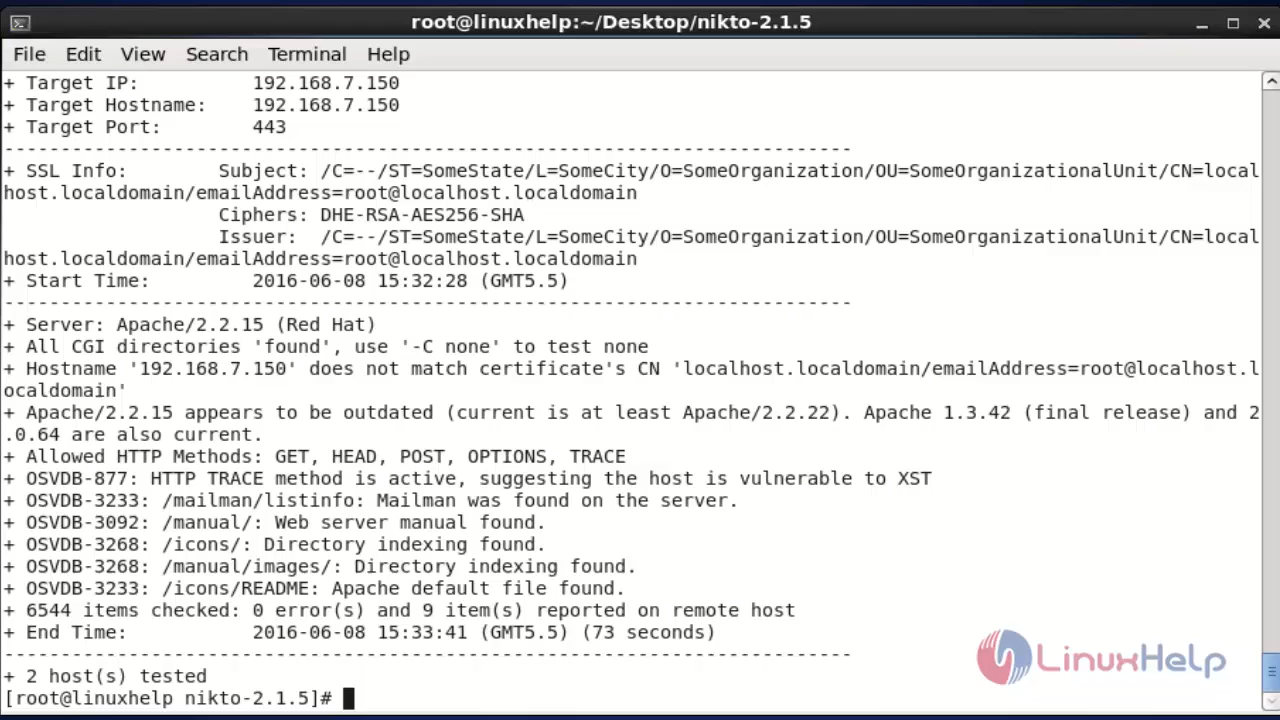 root@linuxhelp:~/Desktop/nikto-2.1.5
File Edit View Search Terminal Help
+ Target IP: 192.168.7.150
+ Target Hostname: 192.168.7.150
+ Target Port: 443
---------------------------------------------------------------------------
+ SSL Info: Subject: /C=--/ST=SomeState/L=SomeCity/O=SomeOrganization/OU=SomeOrganizationalUnit/CN=local
host.localdomain/emailAddress=root@localhost.localdomain
Ciphers: DHE-RSA-AES256-SHA
Issuer: /C=--/ST=SomeState/L=SomeCity/O=SomeOrganization/OU=SomeOrganizationalUnit/CN=local
host.localdomain/emailAddress=root@localhost.localdomain
+ Start Time: 2016-06-08 15:32:28 (GMT5.5)
---------------------------------------------------------------------------
+ Server: Apache/2.2.15 (Red Hat)
+ All CGI directories 'found', use '-C none' to test none
+ Hostname '192.168.7.150' does not match certificate's CN 'localhost.localdomain/emailAddress=root@localhost.l
ocaldomain'
+ Apache/2.2.15 appears to be outdated (current is at least Apache/2.2.22). Apache 1.3.42 (final release) and 2
.0.64 are also current.
+ Allowed HTTP Methods: GET, HEAD, POST, OPTIONS, TRACE
+ OSVDB-877: HTTP TRACE method is active, suggesting the host is vulnerable to XST
+ OSVDB-3233: /mailman/listinfo: Mailman was found on the server.
+ OSVDB-3092: /manual/: Web server manual found.
+ OSVDB-3268: /icons/: Directory indexing found.
+ OSVDB-3268: /manual/images/: Directory indexing found.
+ OSVDB-3233: /icons/README: Apache default file found.
+ 6544 items checked: 0 error(s) and 9 item(s) reported on remote host
+ End Time: 2016-06-08 15:33:41 (GMT5.5) (73 seconds)
---------------------------------------------------------------------------
+ 2 host(s) tested
[root@linuxhelp nikto-2.1.5]#
LinuxHelp